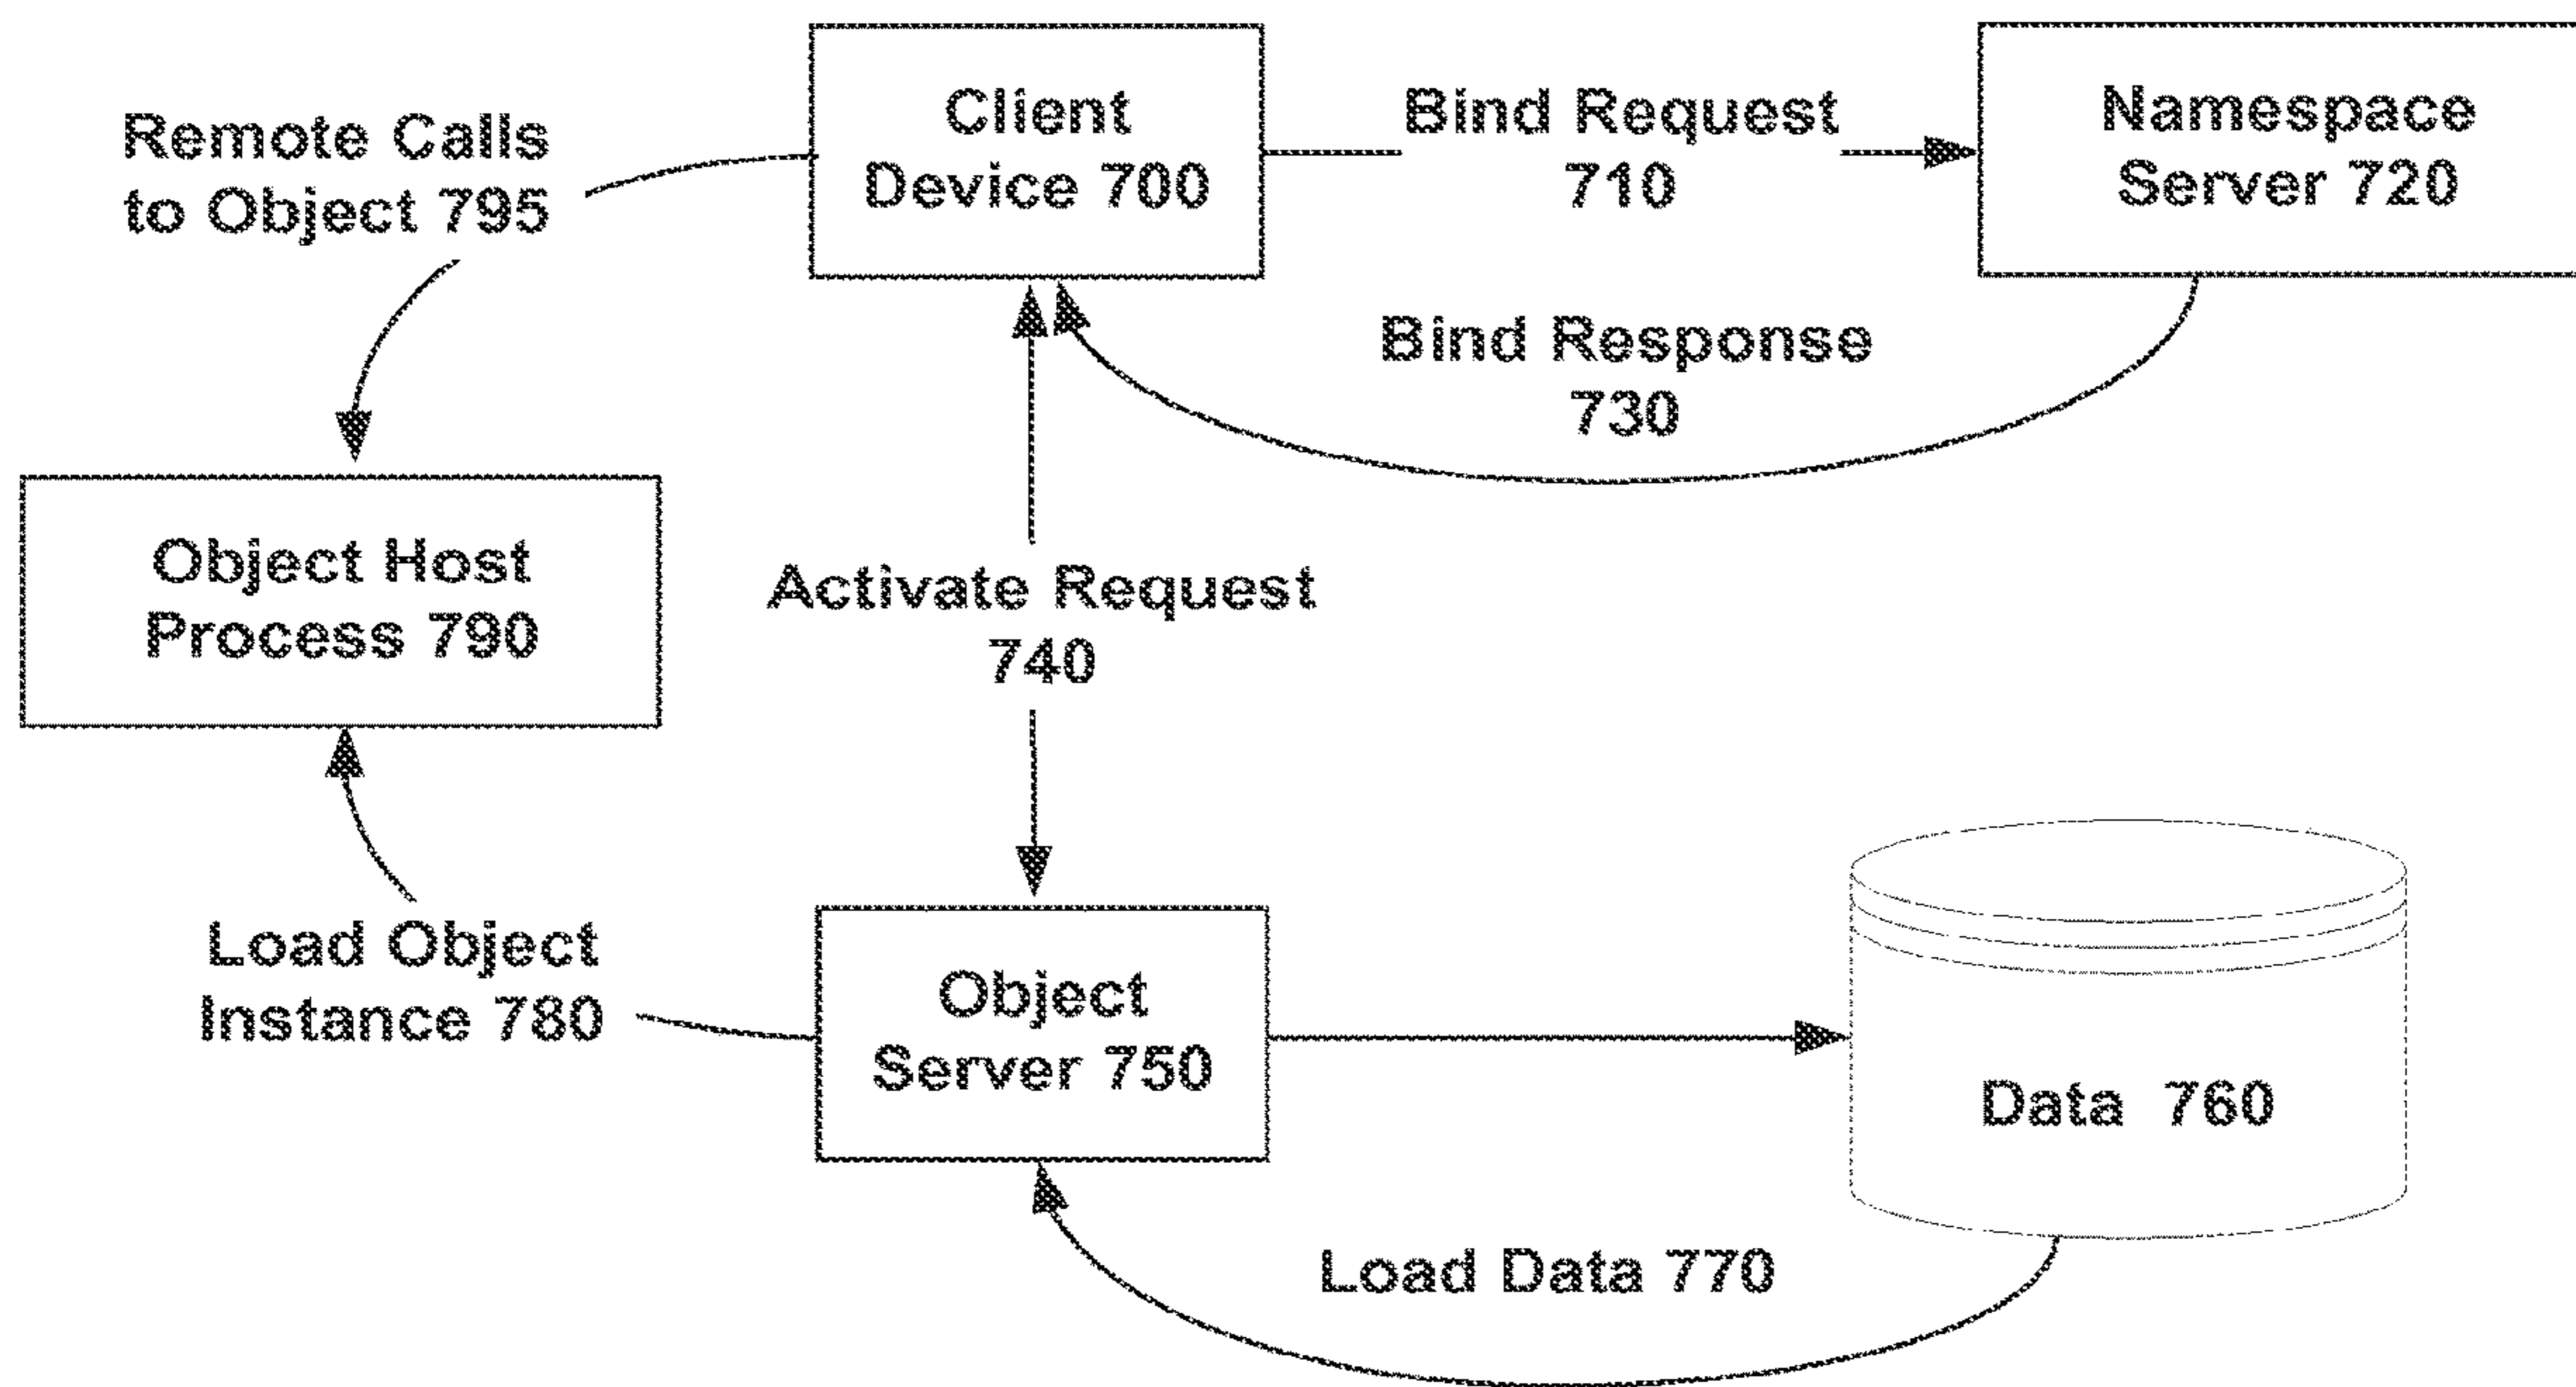 Remote Calls
to Object 795
Client
Device 700
Bind Request
710
Namespace
Server 720
Bind Response
730
Object Host
Process 790
Activate Request
740
Load Object
Instance 780
Object
Server 750
Data 760
Load Data 770